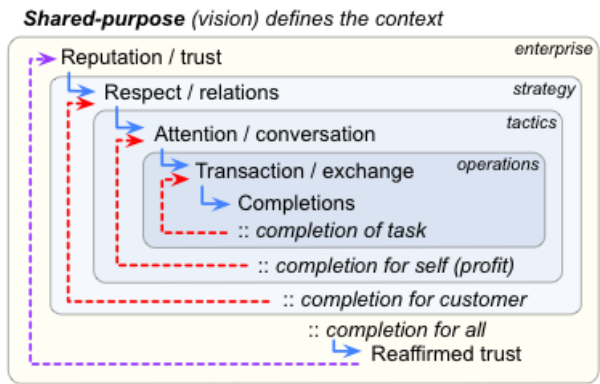 Shared-purpose (vision) defines the context
enterprise
Reputation / trust
strategy
Respect / relations
tactics
Attention / conversation
operations
Transaction / exchange
Completions
:: completion of task
:: completion for self (profit)
:: completion for customer
:: completion for all
Reaffirmed trust